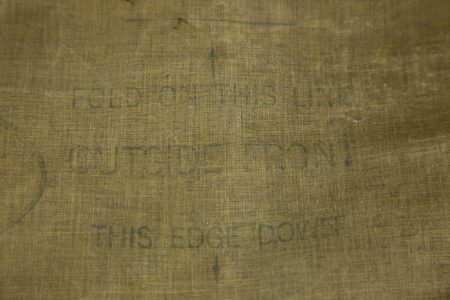 FOLD ON THIS LINE
OUTSIDE FRONT
THIS EDGE DOWN